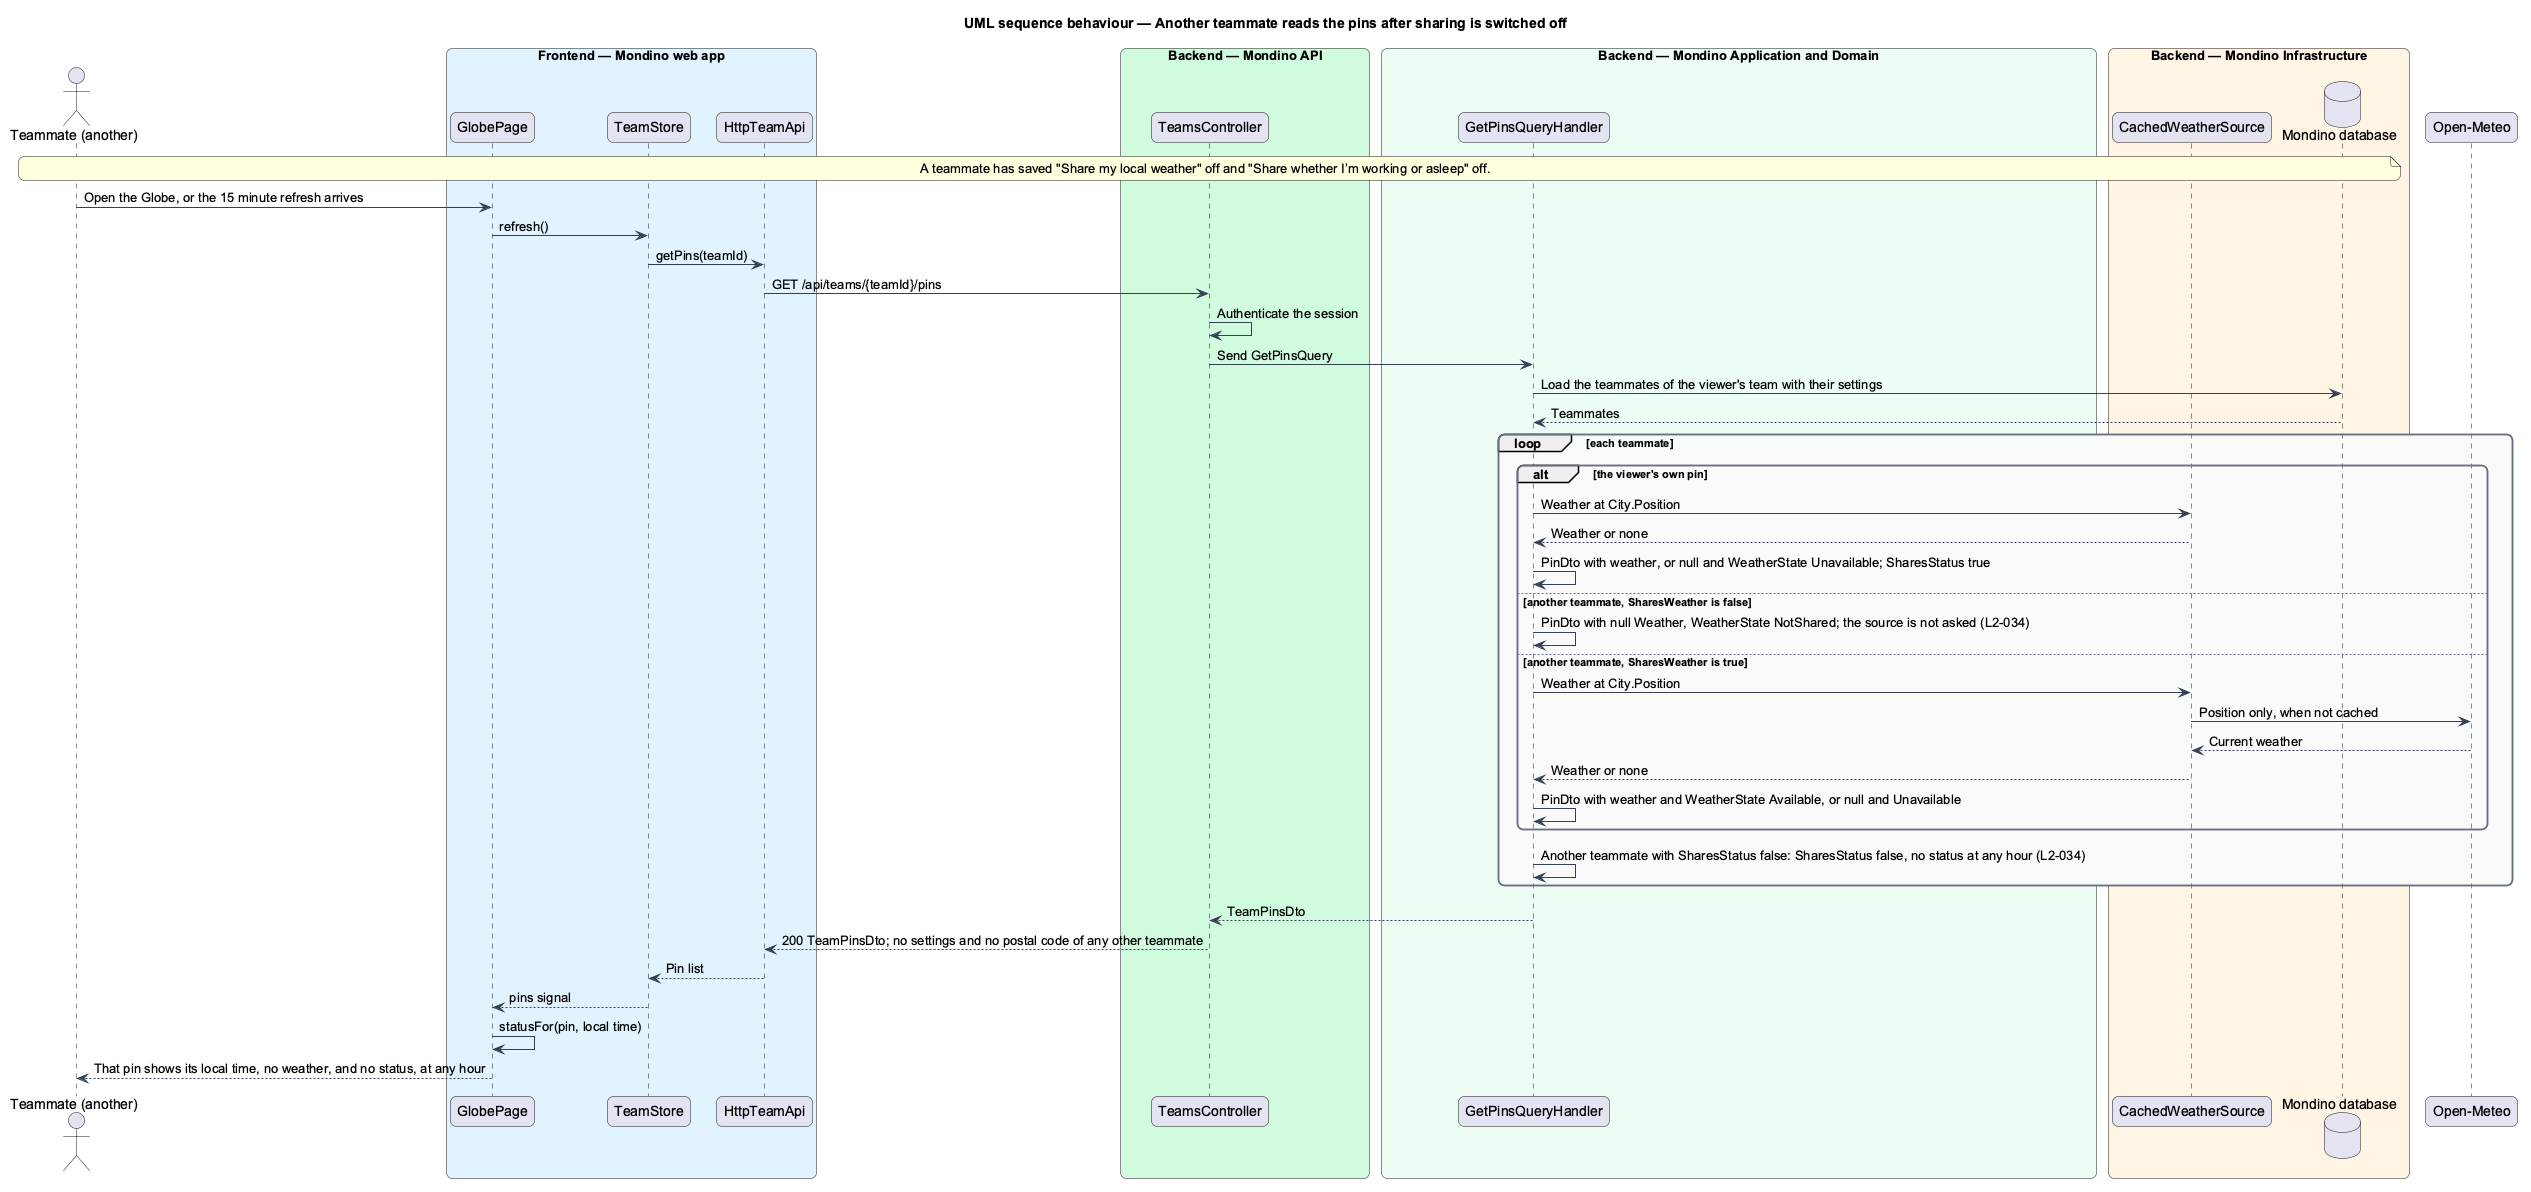 UML sequence behaviour — Another teammate reads the pins after sharing is switched off
Frontend — Mondino web app
Backend — Mondino API
Backend — Mondino Application and Domain
Backend — Mondino Infrastructure
Teammate (another)
GlobePage
TeamStore
HttpTeamApi
TeamsController
GetPinsQueryHandler
CachedWeatherSource
Mondino database
Open-Meteo
A teammate has saved "Share my local weather" off and "Share whether I'm working or asleep" off.
Open the Globe, or the 15 minute refresh arrives
refresh()
getPins(teamId)
GET /api/teams/{teamId}/pins
Authenticate the session
Send GetPinsQuery
Load the teammates of the viewer's team with their settings
Teammates
loop [each teammate]
alt [the viewer's own pin]
Weather at City.Position
Weather or none
PinDto with weather, or null and WeatherState Unavailable; SharesStatus true
[another teammate, SharesWeather is false]
PinDto with null Weather, WeatherState NotShared; the source is not asked (L2-034)
[another teammate, SharesWeather is true]
Weather at City.Position
Position only, when not cached
Current weather
Weather or none
PinDto with weather and WeatherState Available, or null and Unavailable
Another teammate with SharesStatus false: SharesStatus false, no status at any hour (L2-034)
TeamPinsDto
200 TeamPinsDto; no settings and no postal code of any other teammate
Pin list
pins signal
statusFor(pin, local time)
That pin shows its local time, no weather, and no status, at any hour
Teammate (another)
GlobePage
TeamStore
HttpTeamApi
TeamsController
GetPinsQueryHandler
CachedWeatherSource
Mondino database
Open-Meteo